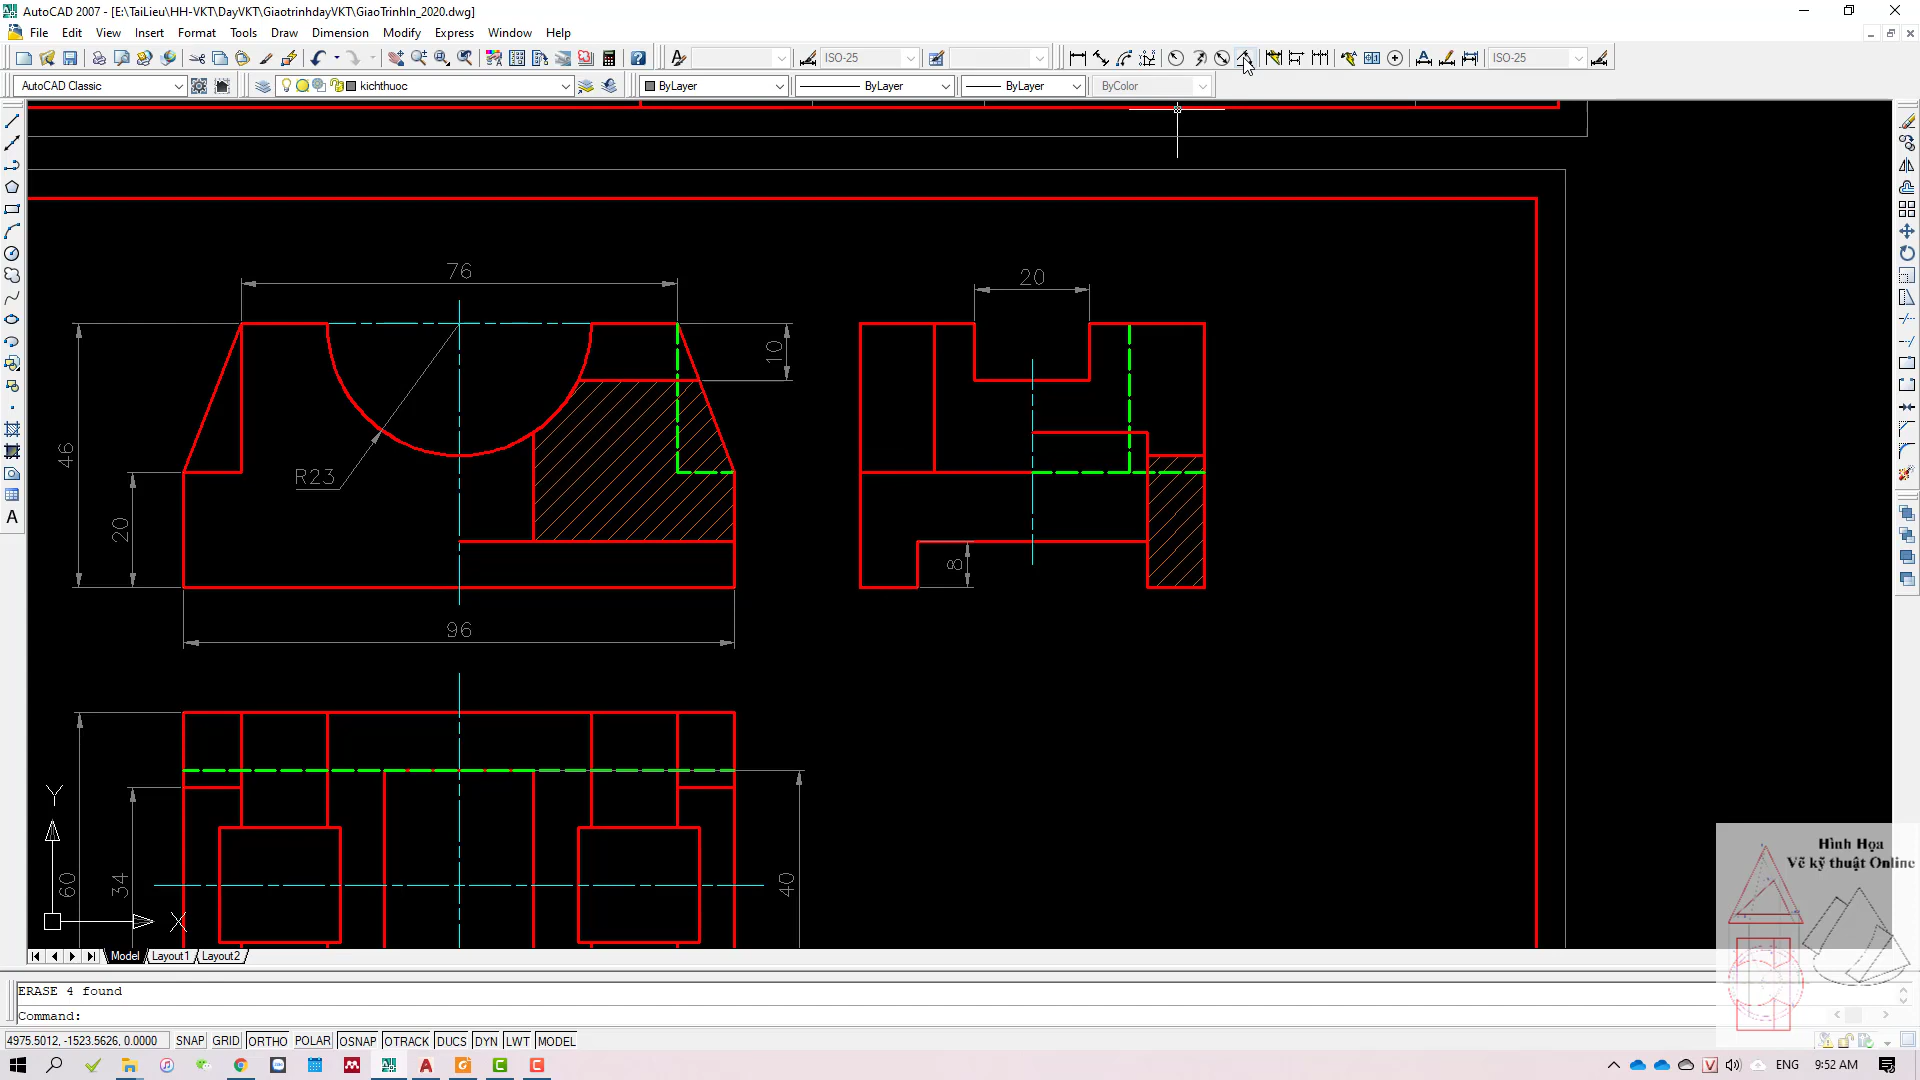 AutoCAD 2007 - [E:\TaiLieu\HH-VKT\DayVKT\GiaotrinhdayVKT\GiaoTrinhIn_2020.dwg]
File Edit View Insert Format Tools Draw Dimension Modify Express Window Help
ISO-25 ISO-25
AutoCAD Classic kichthuoc ByLayer ByLayer ByLayer ByColor
76
20
10
46
R23
20
8
96
60
34
40
Y
X
Hình Họa
Vẽ kỹ thuật Online
Model Layout1 Layout2
ERASE 4 found
Command:
4975.5012, -1523.5626, 0.0000 SNAP GRID ORTHO POLAR OSNAP OTRACK DUCS DYN LWT MODEL
ENG 9:52 AM